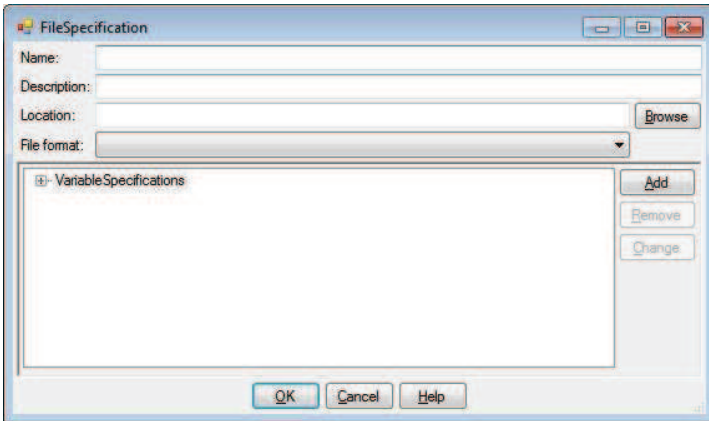 FileSpecification
Name:
Description:
Location:
Browse
File format:
VariableSpecifications
Add
Remove
Change
OK
Cancel
Help